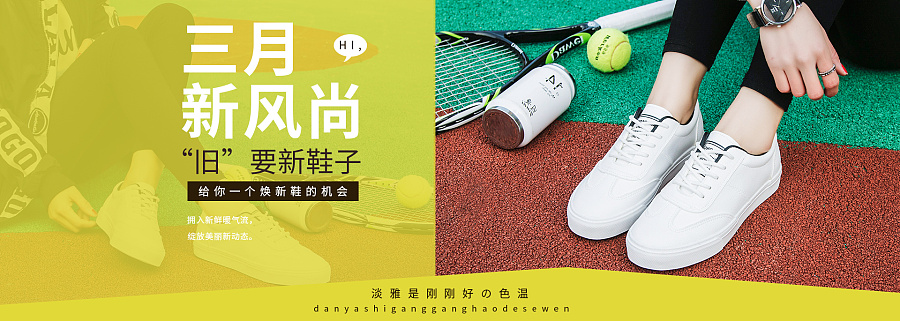 三月
HI,
新风尚
“旧”要新鞋子
给你一个焕新鞋的机会
拥入新鲜暖气流,
绽放美丽新动态。
淡雅是刚刚好の色温
danyashigangganghaodesewen